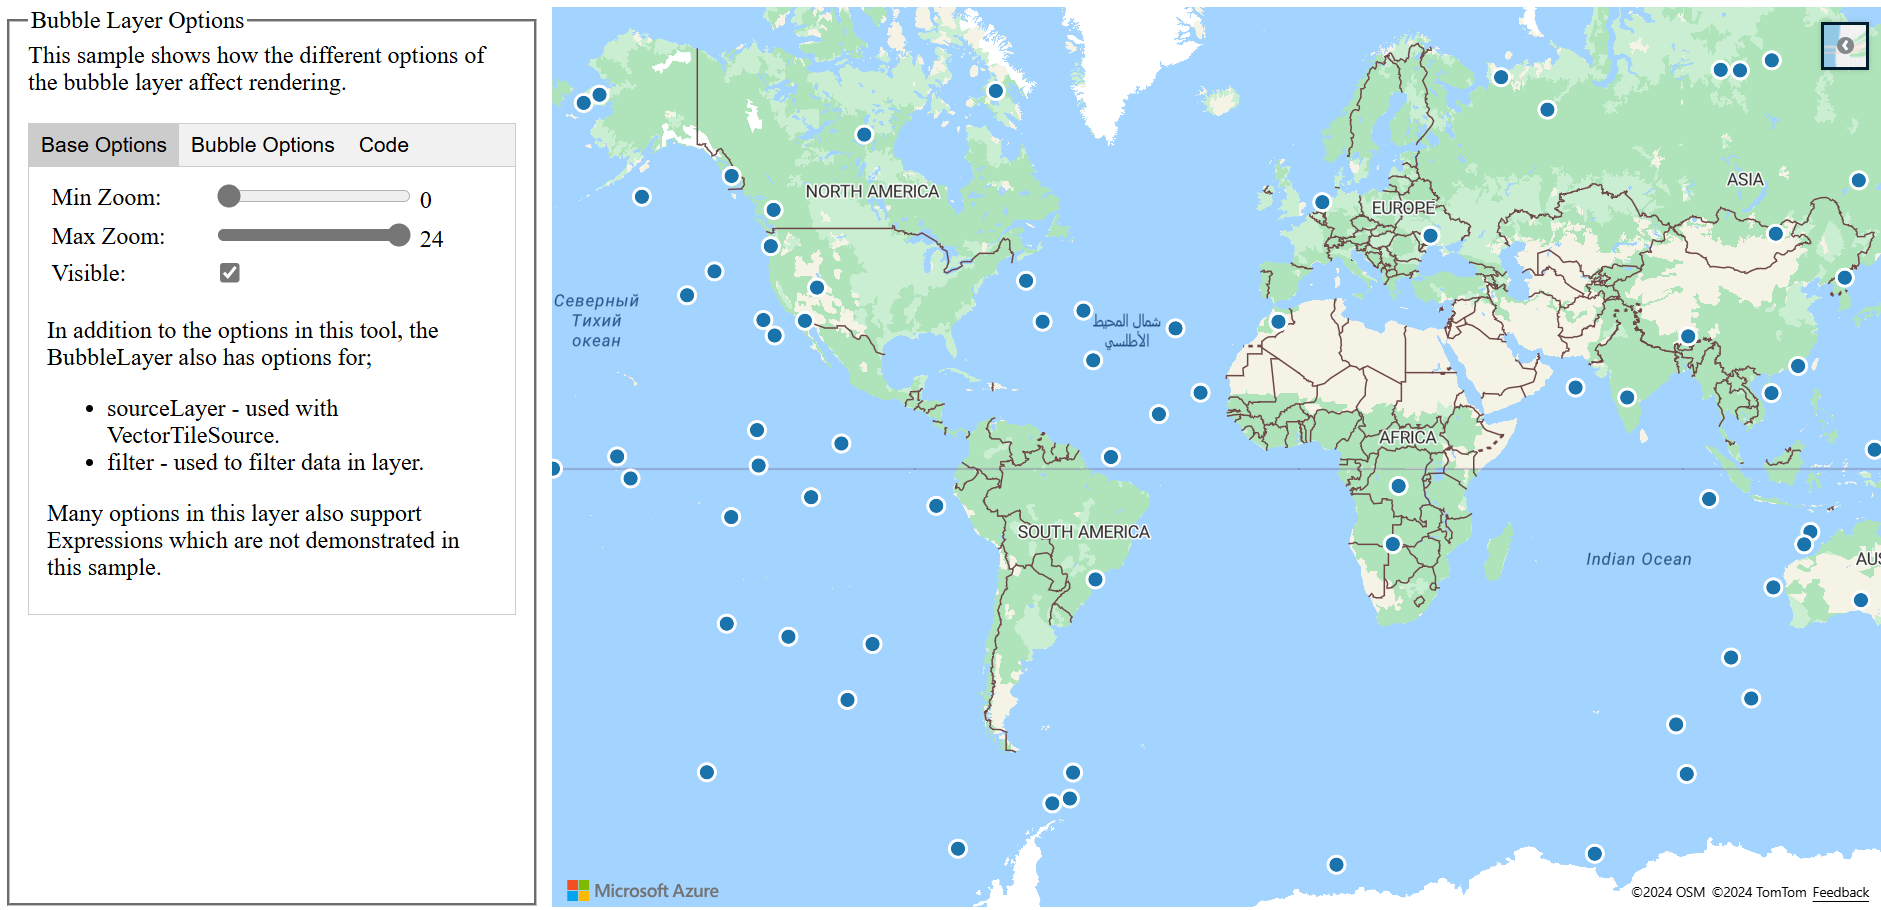 Bubble Layer Options
This sample shows how the different options of
the bubble layer affect rendering.
Base Options
Bubble Options
Code
Min Zoom:
0
Max Zoom:
24
Visible:
In addition to the options in this tool, the
BubbleLayer also has options for;
• sourceLayer - used with
VectorTileSource.
• filter - used to filter data in layer.
Many options in this layer also support
Expressions which are not demonstrated in
this sample.
NORTH AMERICA
ASIA
EUROPE
Северный
Тихий
океан
شمال المحيط
الأطلسي
AFRICA
SOUTH AMERICA
Indian Ocean
AUS
Microsoft Azure
©2024 OSM ©2024 TomTom Feedback